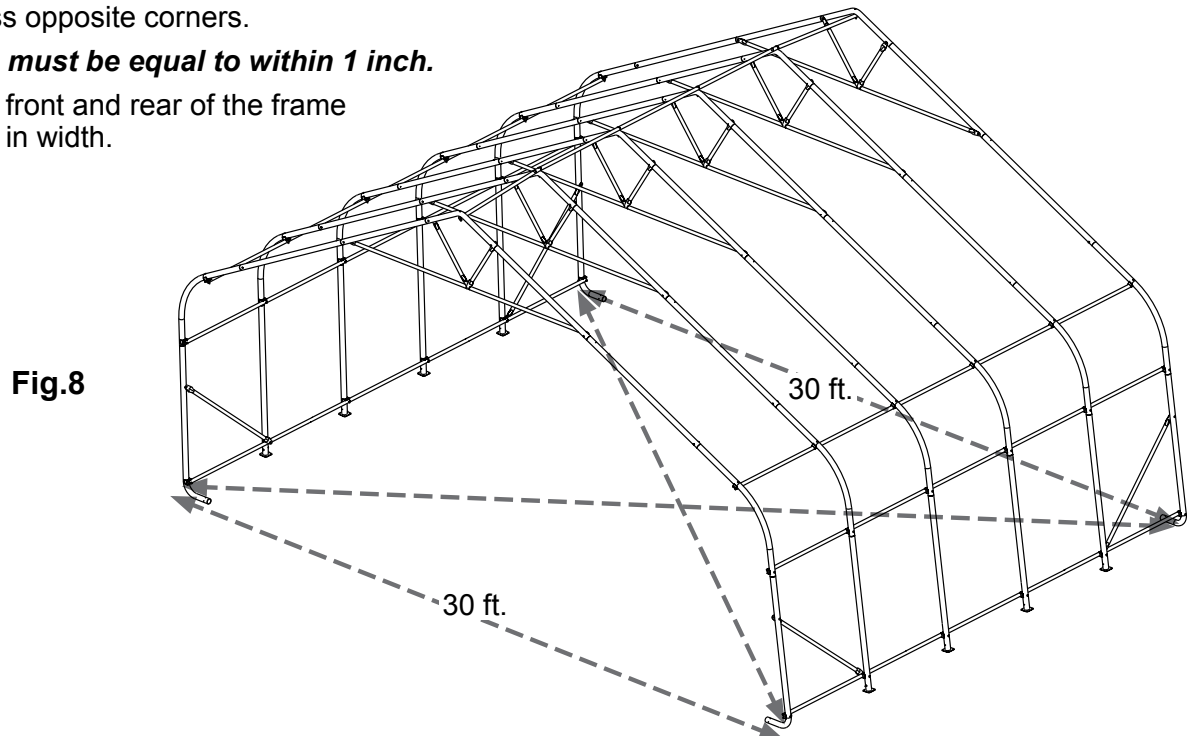 ss opposite corners.
must be equal to within 1 inch.
front and rear of the frame
in width.
Fig.8
30 ft.
30 ft.